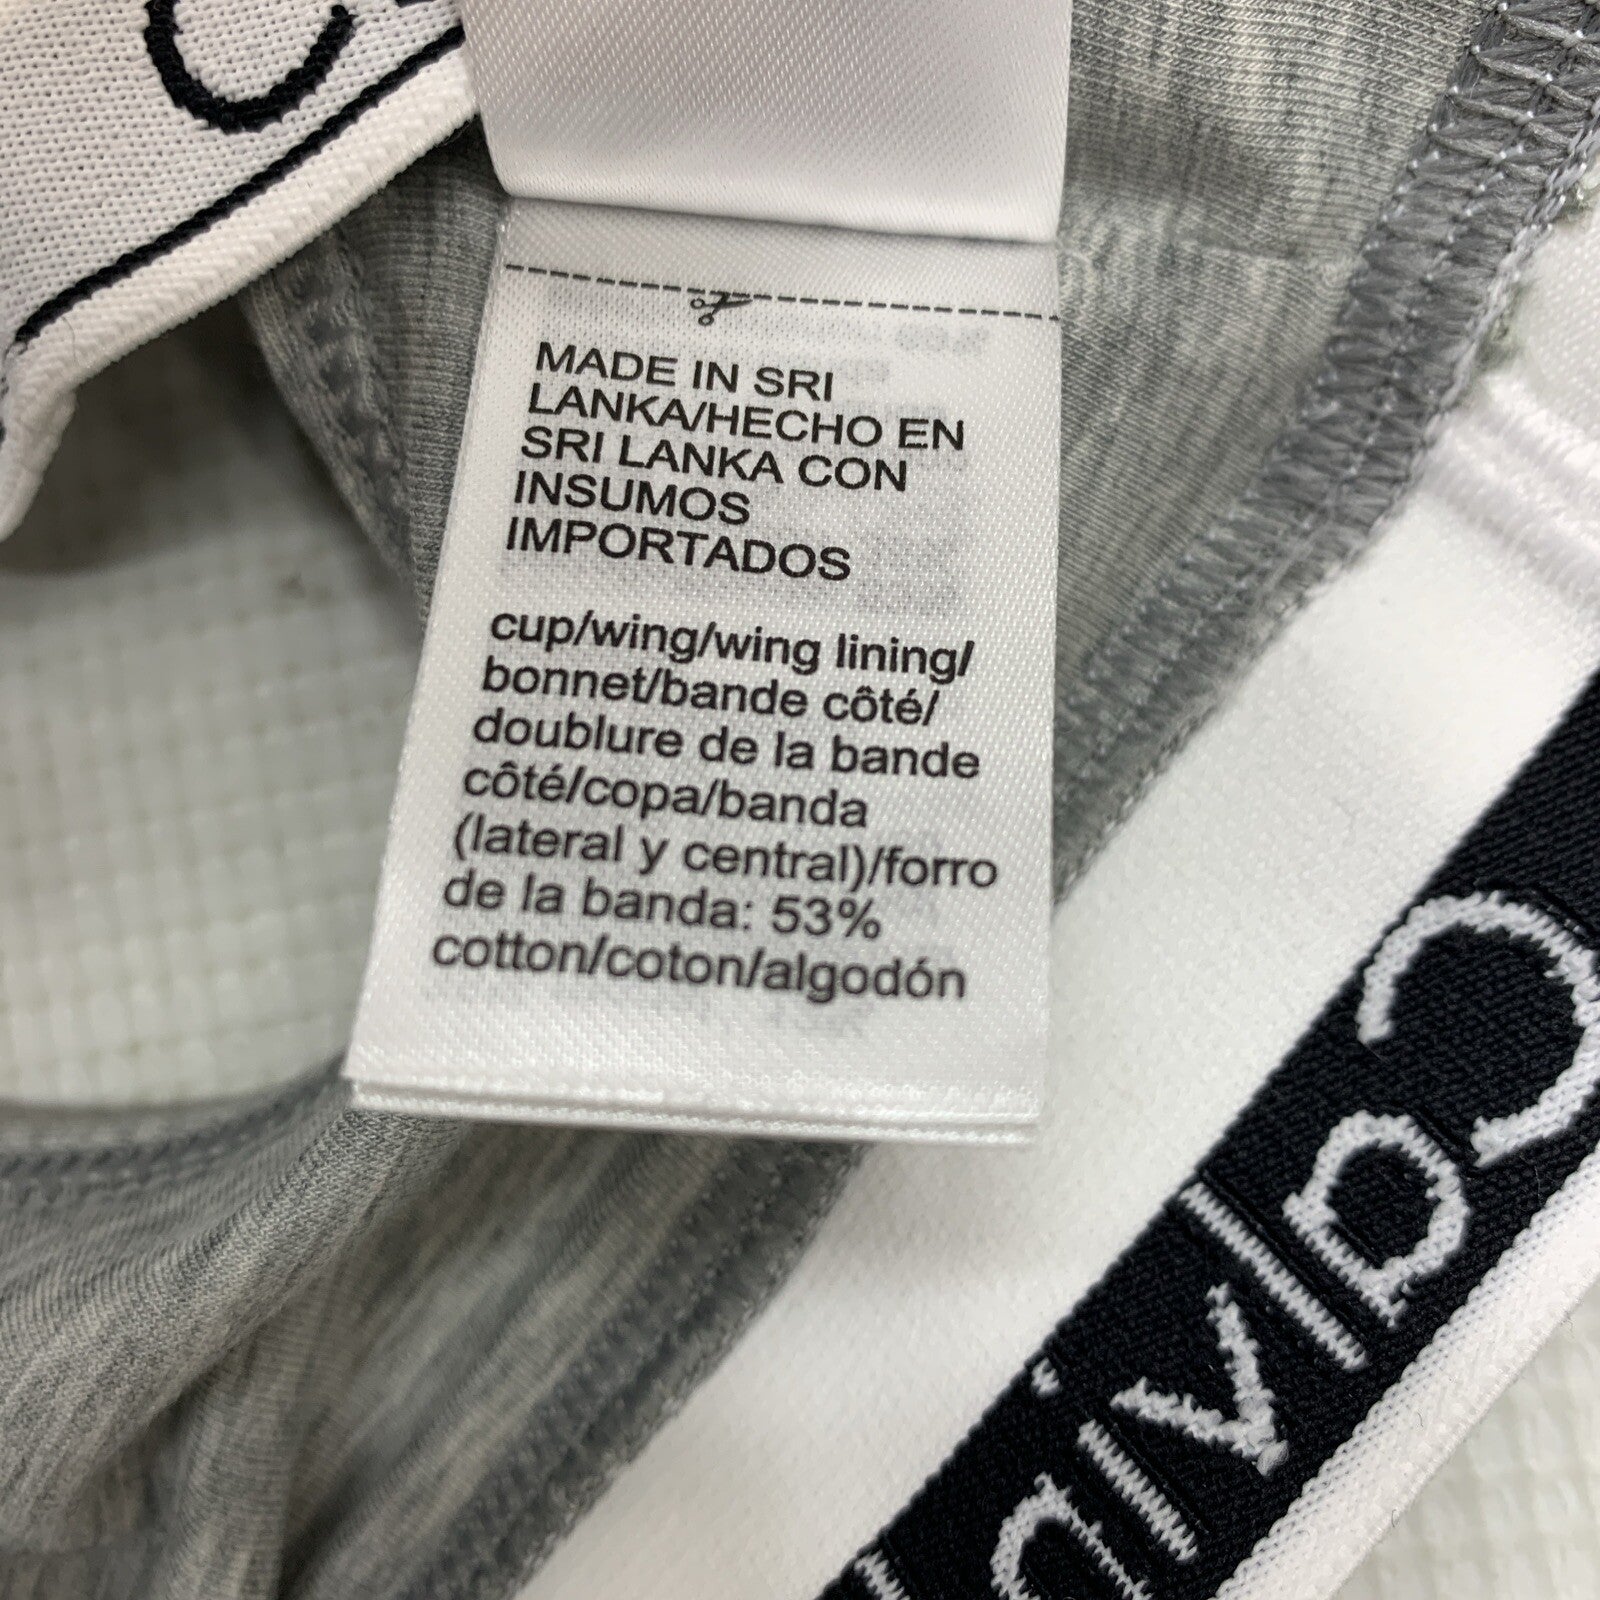 MADE IN SRI
LANKA/HECHO EN
SRI LANKA CON
INSUMOS
IMPORTADOS
cup/wing/wing lining/
bonnet/bande côté/
doublure de la bande
côté/copa/banda
(lateral y central)/forro
de la banda: 53%
cotton/coton/algodón
Calvin